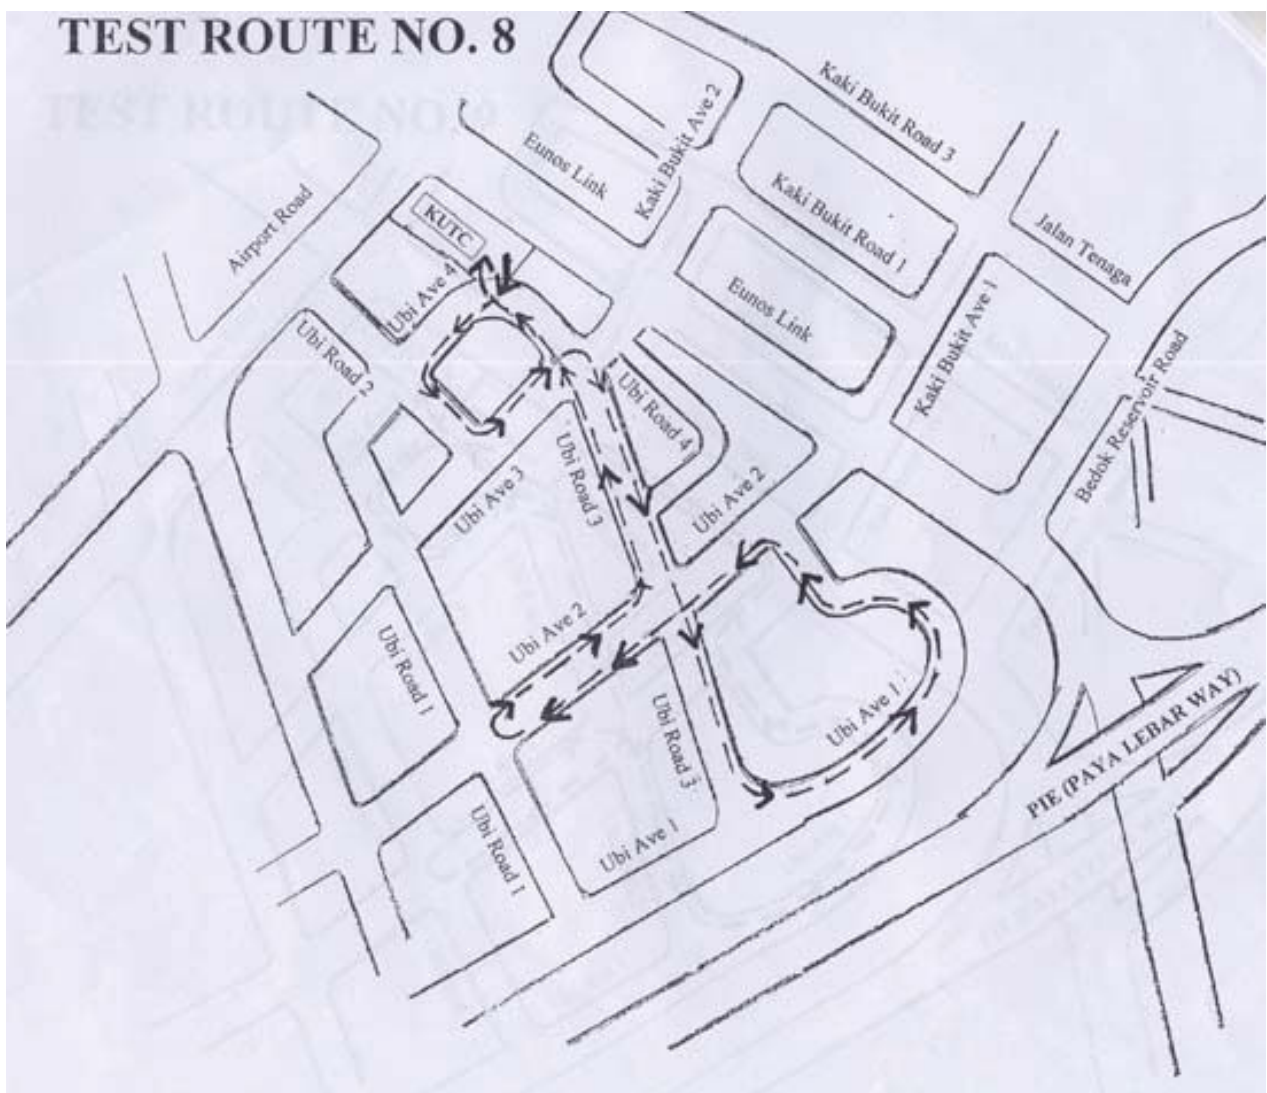 TEST ROUTE NO. 8
Kaki Bukit Road 3
Kaki Bukit Ave 2
Eunos Link
KUTC
Kaki Bukit Road 1
Airport Road
Jalan Tenaga
Ubi Ave 4
Eunos Link
Kaki Bukit Ave 1
Ubi Road 2
Bedok Reservoir Road
Ubi Road 4
Ubi Ave 3
Ubi Road 3
Ubi Ave 2
Ubi Ave 2
Ubi Road 1
Ubi Ave 1
Ubi Road 3
PIE (PAYA LEBAR WAY)
Ubi Road 1
Ubi Ave 1